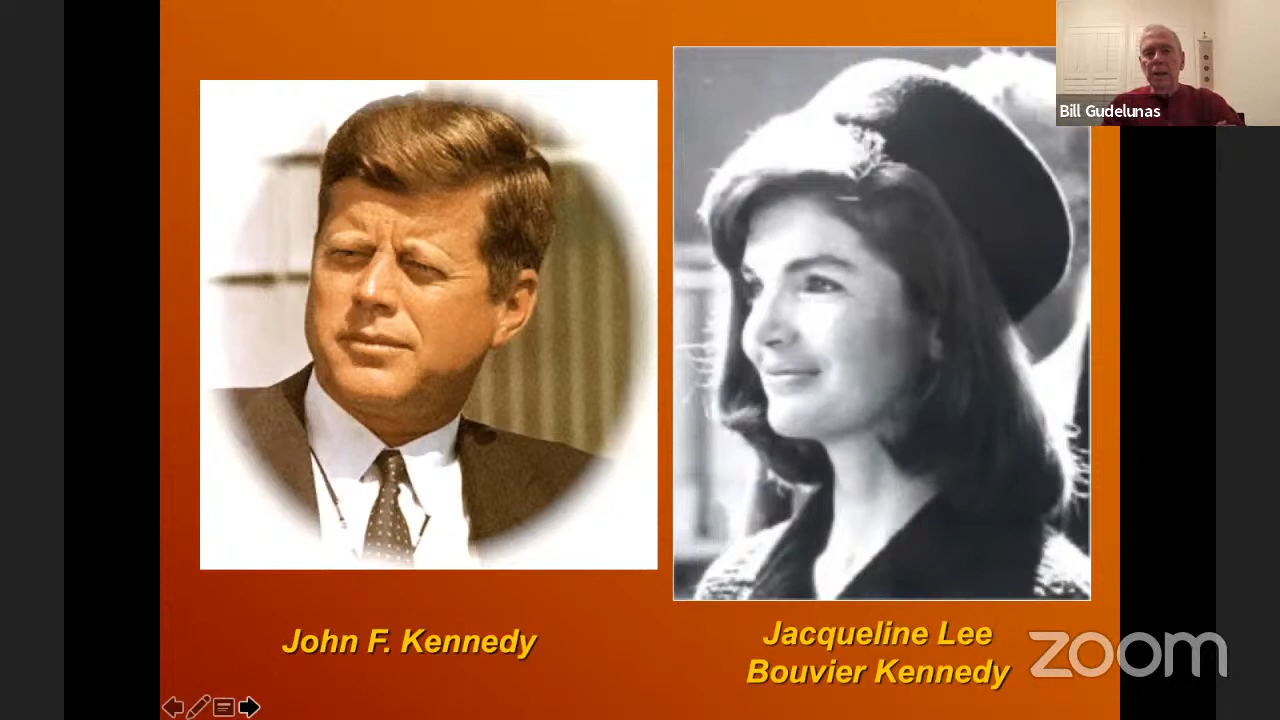 Bill Gudelunas
John F. Kennedy
Jacqueline Lee
Bouvier Kennedy
zoom